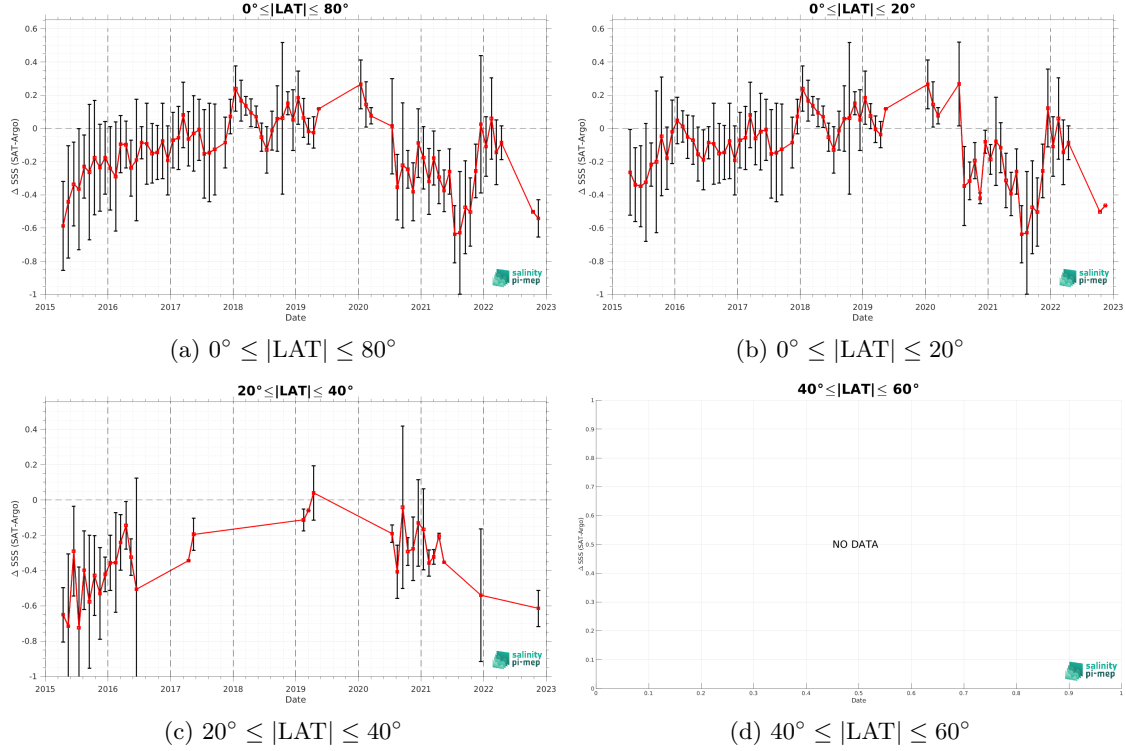 0°≤|LAT|≤ 80°
0.6
0.4
0.2
0
-0.2
-0.4
-0.6
-0.8
-1
Δ SSS (SAT-Argo)
2015 2016 2017 2018 2019 2020 2021 2022 2023
Date
salinity
pi-mep
(a) 0° ≤ |LAT| ≤ 80°
0°≤|LAT|≤ 20°
0.6
0.4
0.2
0
-0.2
-0.4
-0.6
-0.8
-1
Δ SSS (SAT-Argo)
2015 2016 2017 2018 2019 2020 2021 2022 2023
Date
salinity
pi-mep
(b) 0° ≤ |LAT| ≤ 20°
20°≤|LAT|≤ 40°
0.4
0.2
0
-0.2
-0.4
-0.6
-0.8
-1
Δ SSS (SAT-Argo)
2015 2016 2017 2018 2019 2020 2021 2022 2023
Date
salinity
pi-mep
(c) 20° ≤ |LAT| ≤ 40°
40°≤|LAT|≤ 60°
1
0.9
0.8
0.7
0.6
0.5
0.4
0.3
0.2
0.1
0
Δ SSS (SAT-Argo)
NO DATA
0 0.1 0.2 0.3 0.4 0.5 0.6 0.7 0.8 0.9 1
Date
salinity
pi-mep
(d) 40° ≤ |LAT| ≤ 60°